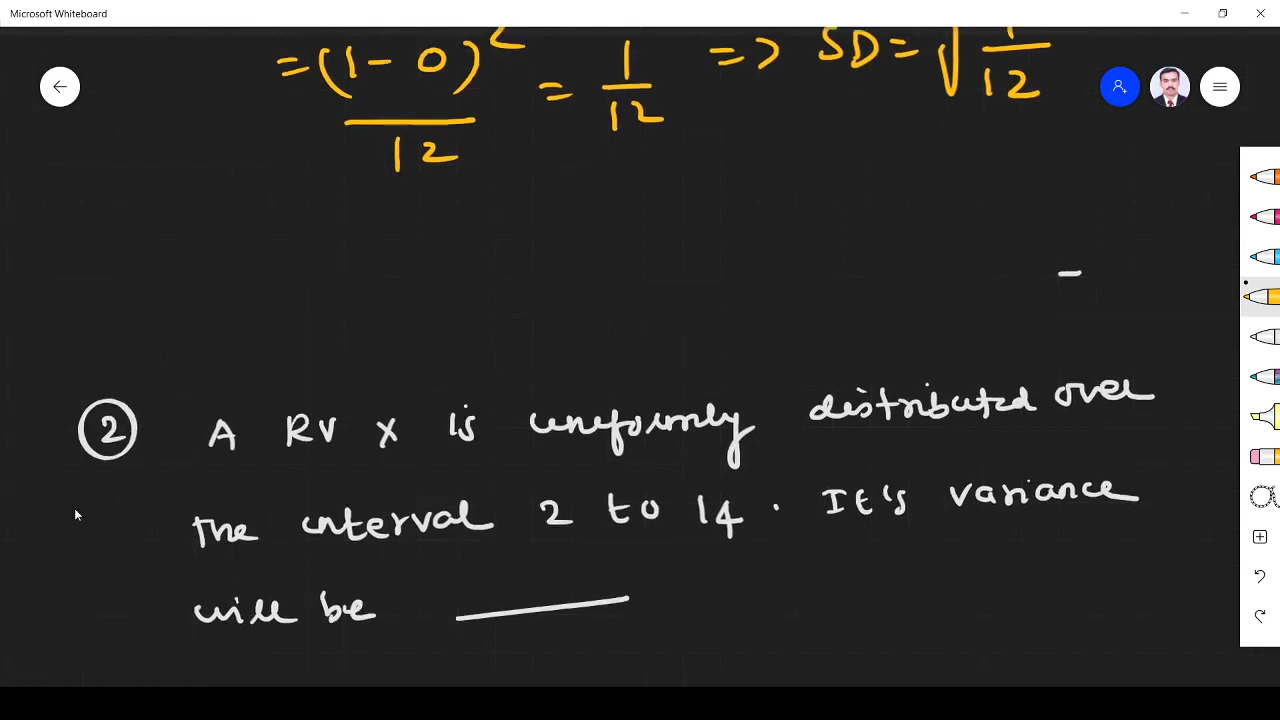 Microsoft Whiteboard
= (1 - 0)² / 12 = 1 / 12 => SD = √ 1 / 12
② A RV X is uniformly distributed over
the interval 2 to 14. It's variance
will be